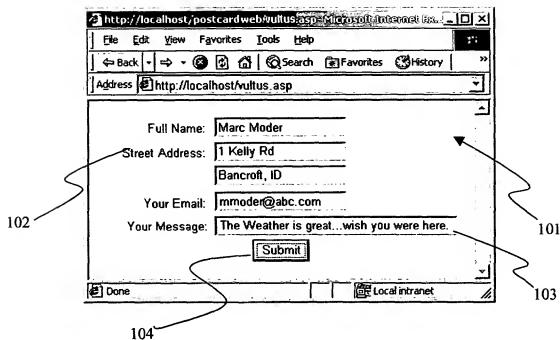 http://localhost/postcardweb/vultus.asp - Microsoft Internet Ex...
File Edit View Favorites Tools Help
Back Search Favorites History »
Address http://localhost/vultus.asp
Full Name: Marc Moder
Street Address: 1 Kelly Rd
Bancroft, ID
Your Email: mmoder@abc.com
Your Message: The Weather is great...wish you were here.
Submit
Done Local intranet
102
101
103
104